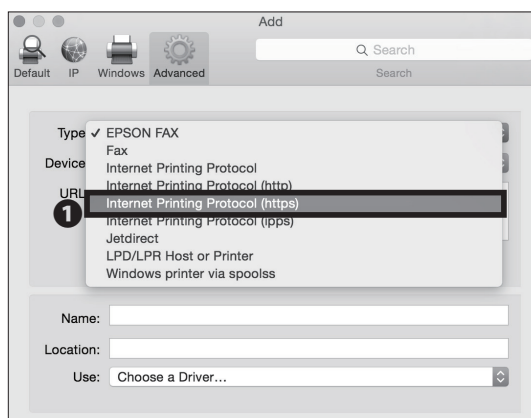 Add
Q Search
Default IP Windows Advanced Search
Type ✓ EPSON FAX
Fax
Device Internet Printing Protocol
Internet Printing Protocol (http)
URL
1 Internet Printing Protocol (https)
Internet Printing Protocol (ipps)
Jetdirect
LPD/LPR Host or Printer
Windows printer via spoolss
Name:
Location:
Use: Choose a Driver...